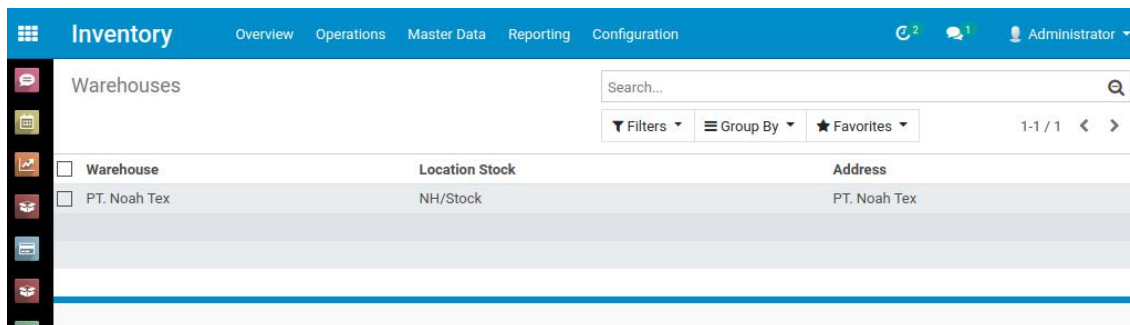 Inventory Overview Operations Master Data Reporting Configuration 2 1 Administrator
Warehouses Search...
Filters Group By Favorites 1-1 / 1
Warehouse Location Stock Address
PT. Noah Tex NH/Stock PT. Noah Tex